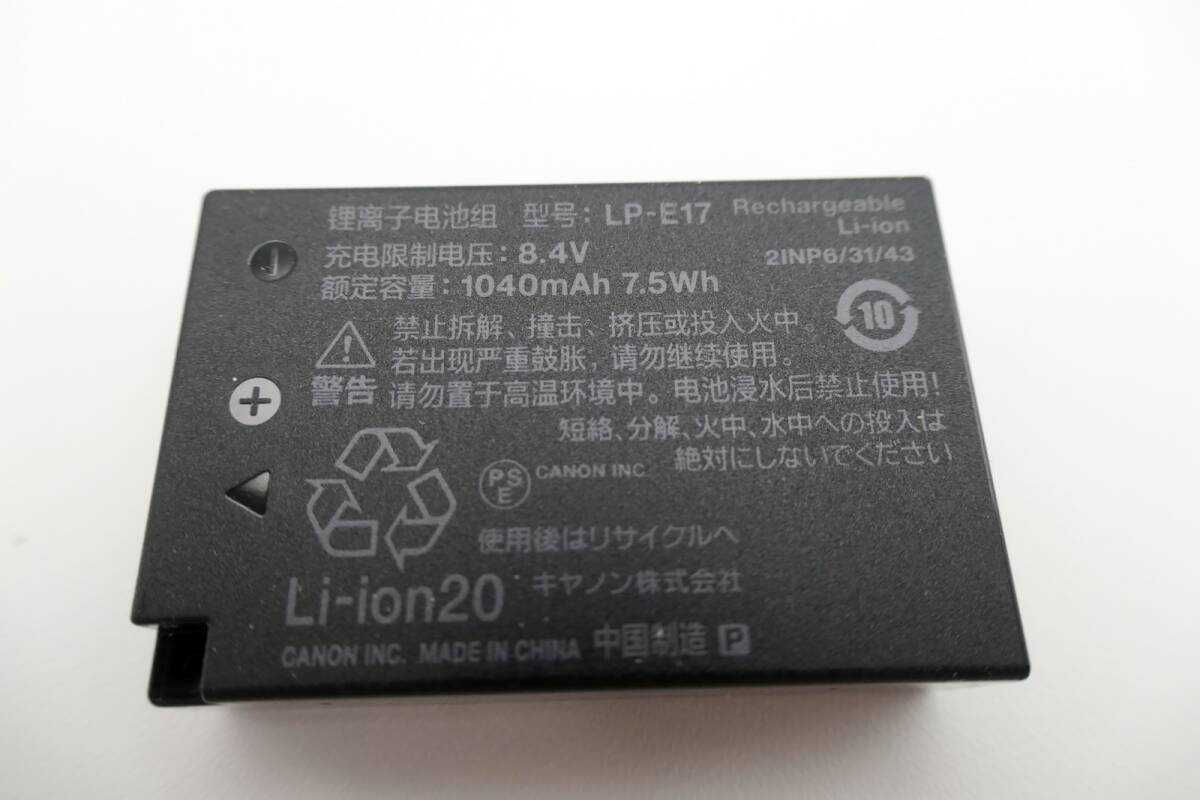 锂离子电池组 型号: LP-E17 Rechargeable
Li-ion
充电限制电压: 8.4V
2INP6/31/43
额定容量: 1040mAh 7.5Wh
10
禁止拆解、撞击、挤压或投入火中。
若出现严重鼓胀,请勿继续使用。
警告 请勿置于高温环境中。电池浸水后禁止使用!
短絡、分解、火中、水中への投入は
絶対にしないでください
PS
E
CANON INC.
使用後はリサイクルへ
Li-ion20 キヤノン株式会社
CANON INC. MADE IN CHINA 中国制造 P